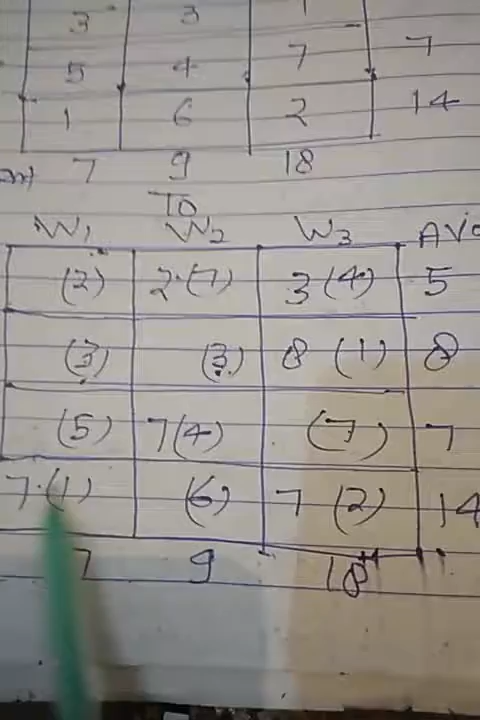 3 3 1
5 4 7 7
1 6 2 14
7 9 18
To
W₁ W₂ W₃
(2) 2·(7) 3(4) 5
(3) (3) 8 (1) 8
(5) 7(4) (7) 7
7·(1) (6) 7 (2) 14
7 9 18